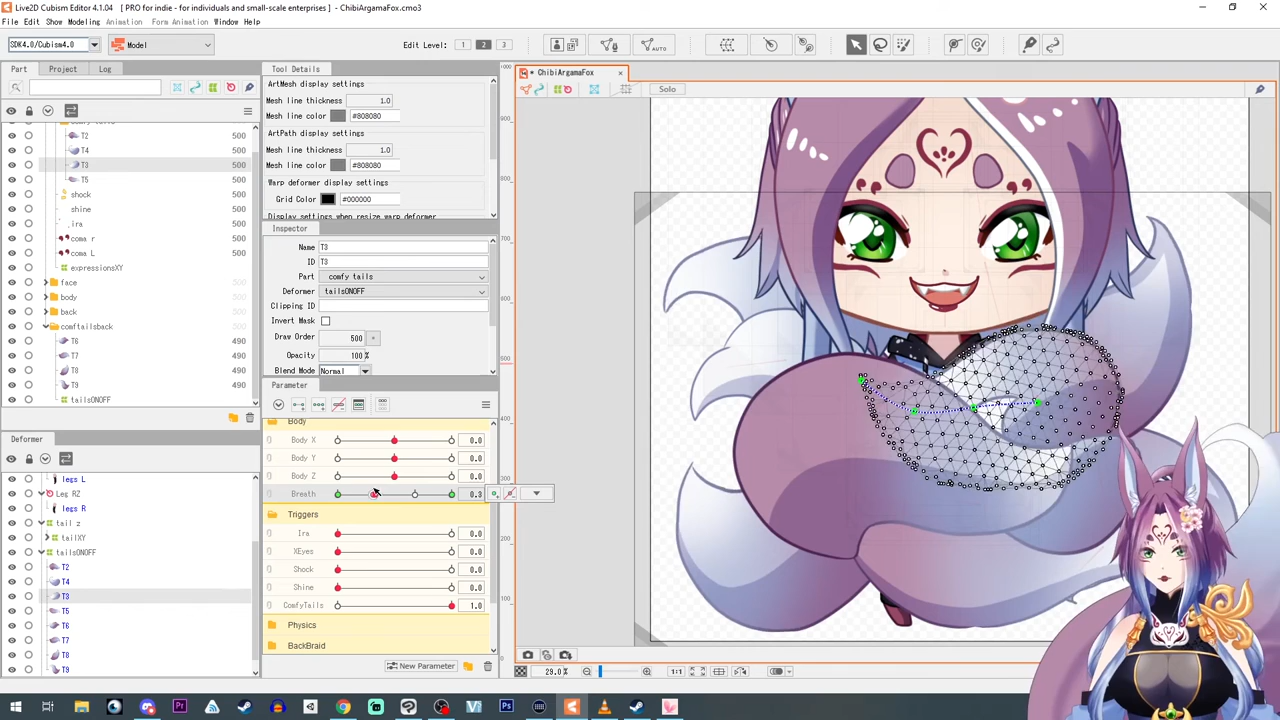 Live2D Cubism Editor 4.1.04    [ PRO for indie - for individuals and small-scale enterprises ]  - ChibiArgamaFox.cmo3
File Edit Show Modeling Animation Form Animation Window Help
SDK4.0/Cubism4.0 Model Edit Level: 1 2 3 AUTO
Part Project Log
T2 500
T4 500
T3 500
T5 500
shock 500
shine 500
ira 500
coma r 500
coma L 500
expressionsXY
face
body
back
comftailsback
T6 490
T7 490
T8 490
T9 490
tailsONOFF
Deformer
legs L
Leg RZ
legs R
tail z
tailXY
tailsONOFF
T2
T4
T3
T5
T6
T7
T8
T9
Tool Details
ArtMesh display settings
Mesh line thickness 1.0
Mesh line color #808080
ArtPath display settings
Mesh line thickness 1.0
Mesh line color #808080
Warp deformer display settings
Grid Color #000000
Display settings when resize warp deformer
Inspector
Name T3
ID T3
Part comfy tails
Deformer tailsONOFF
Clipping ID
Invert Mask
Draw Order 500
Opacity 100 %
Blend Mode Normal
Parameter
Body
Body X 0.0
Body Y 0.0
Body Z 0.0
Breath 0.3
Triggers
Ira 0.0
XEyes 0.0
Shock 0.0
Shine 0.0
ComfyTails 1.0
Physics
BackBraid
New Parameter
* ChibiArgamaFox
Solo
29.0% 1:1